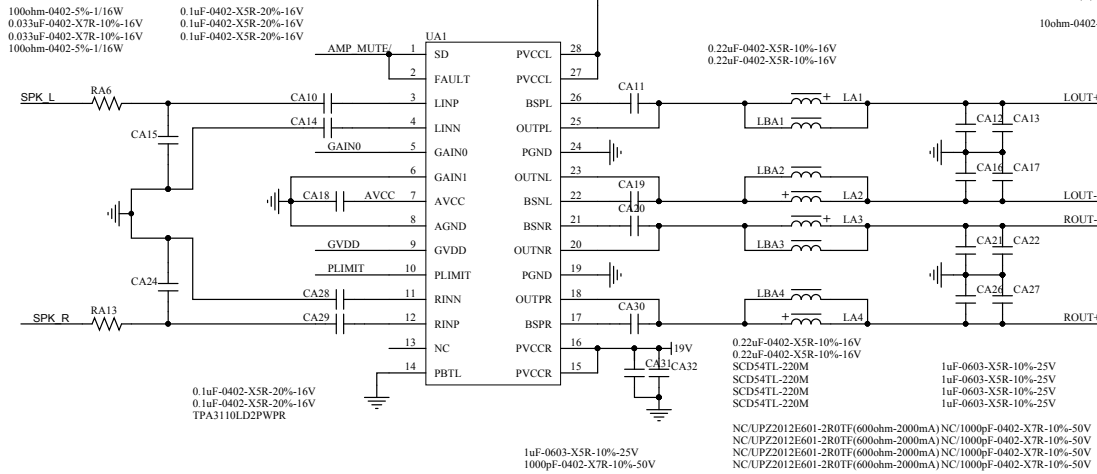 100ohm-0402-5%-1/16W
0.033uF-0402-X7R-10%-16V
0.033uF-0402-X7R-10%-16V
100ohm-0402-5%-1/16W
0.1uF-0402-X5R-20%-16V
0.1uF-0402-X5R-20%-16V
0.1uF-0402-X5R-20%-16V
0.22uF-0402-X5R-10%-16V
0.22uF-0402-X5R-10%-16V
10ohm-0402-
UA1
AMP_MUTE/
1 SD PVCCL 28
2 FAULT PVCCL 27
3 LINP BSPL 26
4 LINN OUTPL 25
5 GAIN0 PGND 24
6 GAIN1 OUTNL 23
7 AVCC BSNL 22
8 AGND BSNR 21
9 GVDD OUTNR 20
10 PLIMIT PGND 19
11 RINN OUTPR 18
12 RINP BSPR 17
13 NC PVCCR 16
14 PBTL PVCCR 15
SPK_L
RA6
CA10
CA14
CA15
GAIN0
CA18
AVCC
GVDD
PLIMIT
CA24
CA28
CA29
SPK_R
RA13
CA11
+ LA1
LBA1
CA12
CA13
LOUT+
LBA2
CA16
CA17
CA19
+ LA2
LOUT-
CA20
+ LA3
ROUT-
LBA3
CA21
CA22
LBA4
CA26
CA27
CA30
+ LA4
ROUT+
19V
CA31
CA32
0.22uF-0402-X5R-10%-16V
0.22uF-0402-X5R-10%-16V
SCD54TL-220M
SCD54TL-220M
SCD54TL-220M
SCD54TL-220M
1uF-0603-X5R-10%-25V
1uF-0603-X5R-10%-25V
1uF-0603-X5R-10%-25V
1uF-0603-X5R-10%-25V
0.1uF-0402-X5R-20%-16V
0.1uF-0402-X5R-20%-16V
TPA3110LD2PWPR
NC/UPZ2012E601-2R0TF(600ohm-2000mA) NC/1000pF-0402-X7R-10%-50V
NC/UPZ2012E601-2R0TF(600ohm-2000mA) NC/1000pF-0402-X7R-10%-50V
NC/UPZ2012E601-2R0TF(600ohm-2000mA) NC/1000pF-0402-X7R-10%-50V
NC/UPZ2012E601-2R0TF(600ohm-2000mA) NC/1000pF-0402-X7R-10%-50V
1uF-0603-X5R-10%-25V
1000pF-0402-X7R-10%-50V